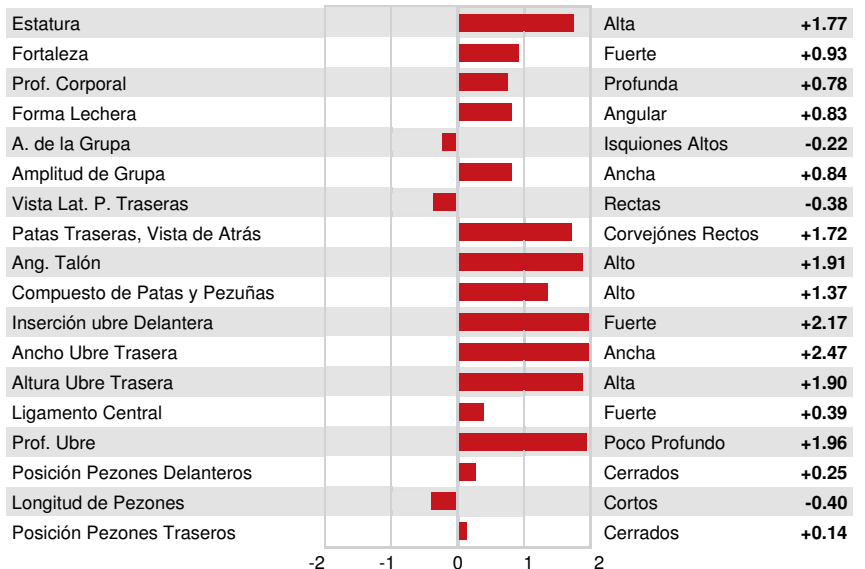 Estatura Alta +1.77
Fortaleza Fuerte +0.93
Prof. Corporal Profunda +0.78
Forma Lechera Angular +0.83
A. de la Grupa Isquiones Altos -0.22
Amplitud de Grupa Ancha +0.84
Vista Lat. P. Traseras Rectas -0.38
Patas Traseras, Vista de Atrás Corvejónes Rectos +1.72
Ang. Talón Alto +1.91
Compuesto de Patas y Pezuñas Alto +1.37
Inserción ubre Delantera Fuerte +2.17
Ancho Ubre Trasera Ancha +2.47
Altura Ubre Trasera Alta +1.90
Ligamento Central Fuerte +0.39
Prof. Ubre Poco Profundo +1.96
Posición Pezones Delanteros Cerrados +0.25
Longitud de Pezones Cortos -0.40
Posición Pezones Traseros Cerrados +0.14
-2 -1 0 1 2